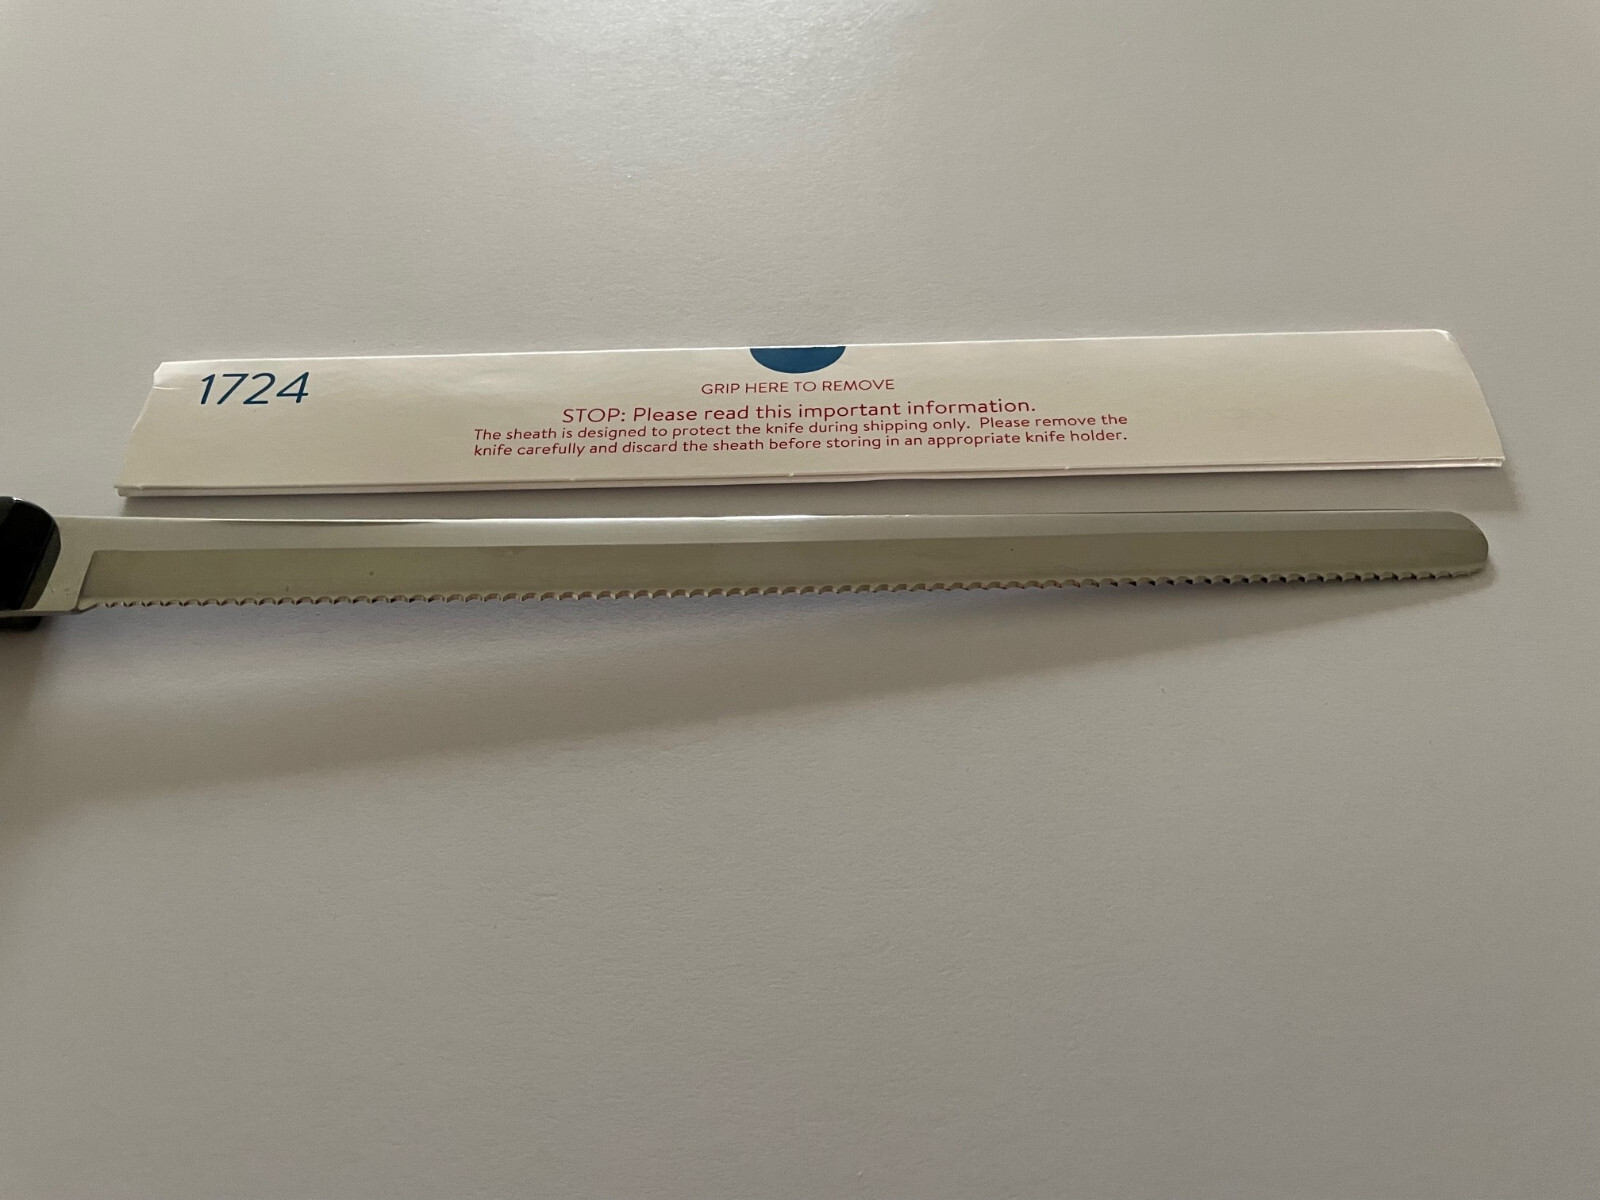 1724
GRIP HERE TO REMOVE
STOP: Please read this important information.
The sheath is designed to protect the knife during shipping only. Please remove the
knife carefully and discard the sheath before storing in an appropriate knife holder.